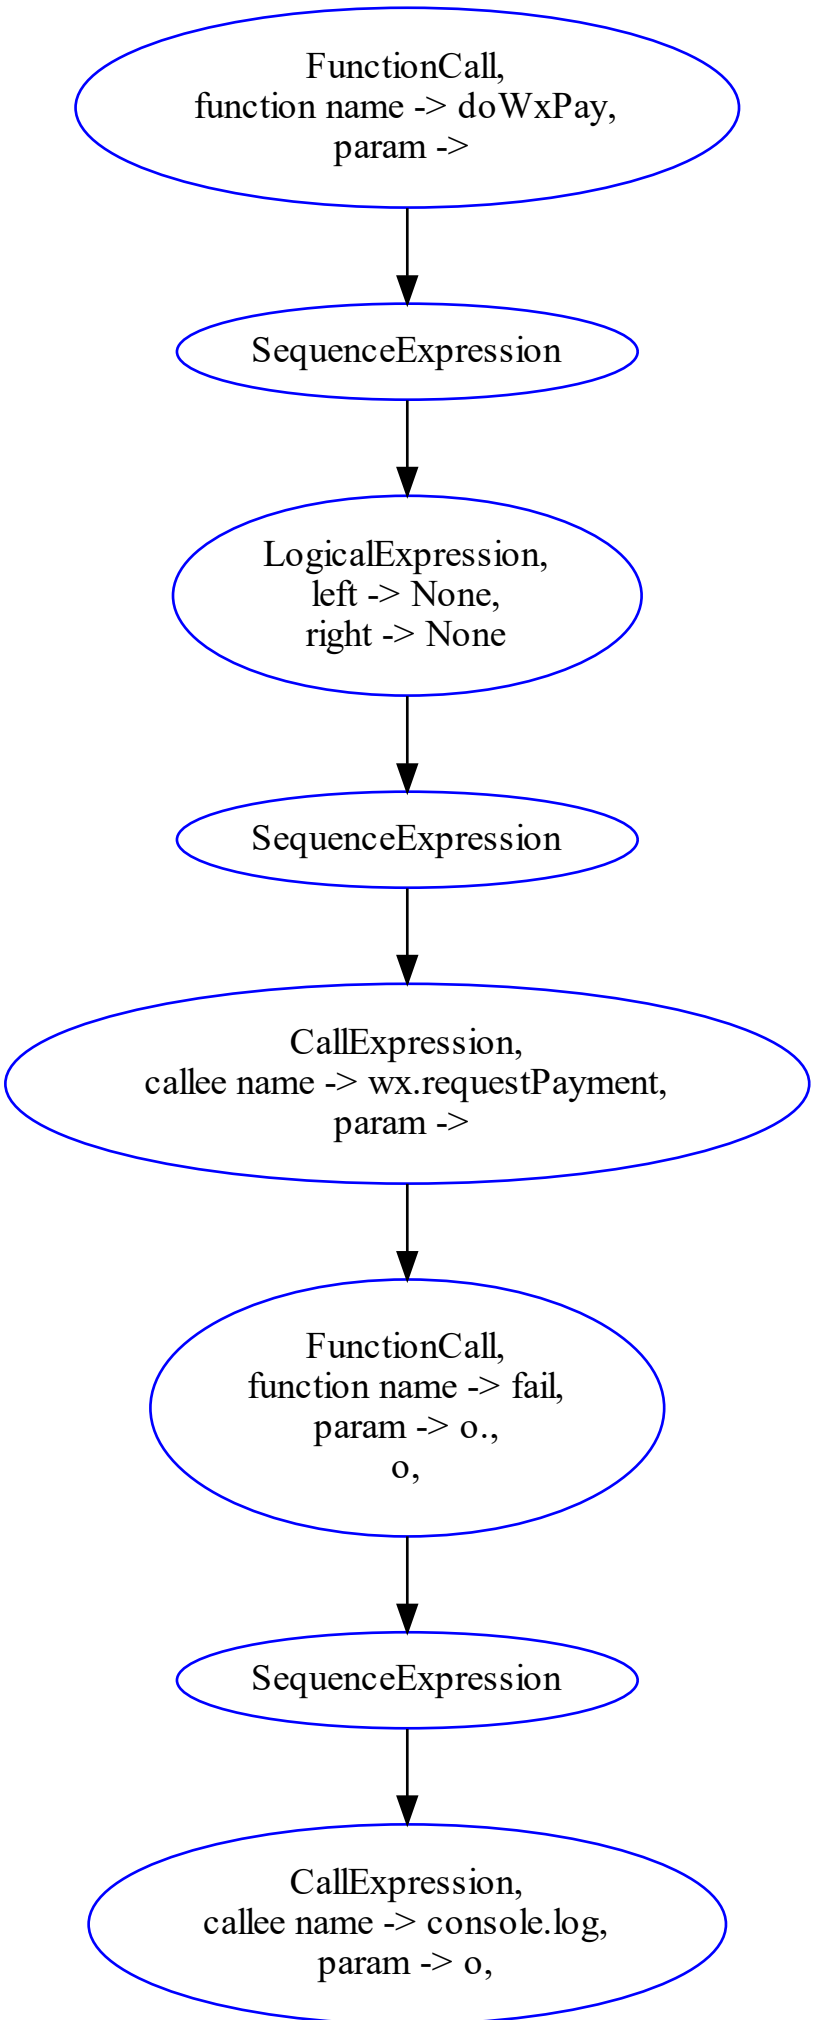 FunctionCall,
function name -> doWxPay,
param ->
SequenceExpression
LogicalExpression,
left -> None,
right -> None
SequenceExpression
CallExpression,
callee name -> wx.requestPayment,
param ->
FunctionCall,
function name -> fail,
param -> o.,
o,
SequenceExpression
CallExpression,
callee name -> console.log,
param -> o,